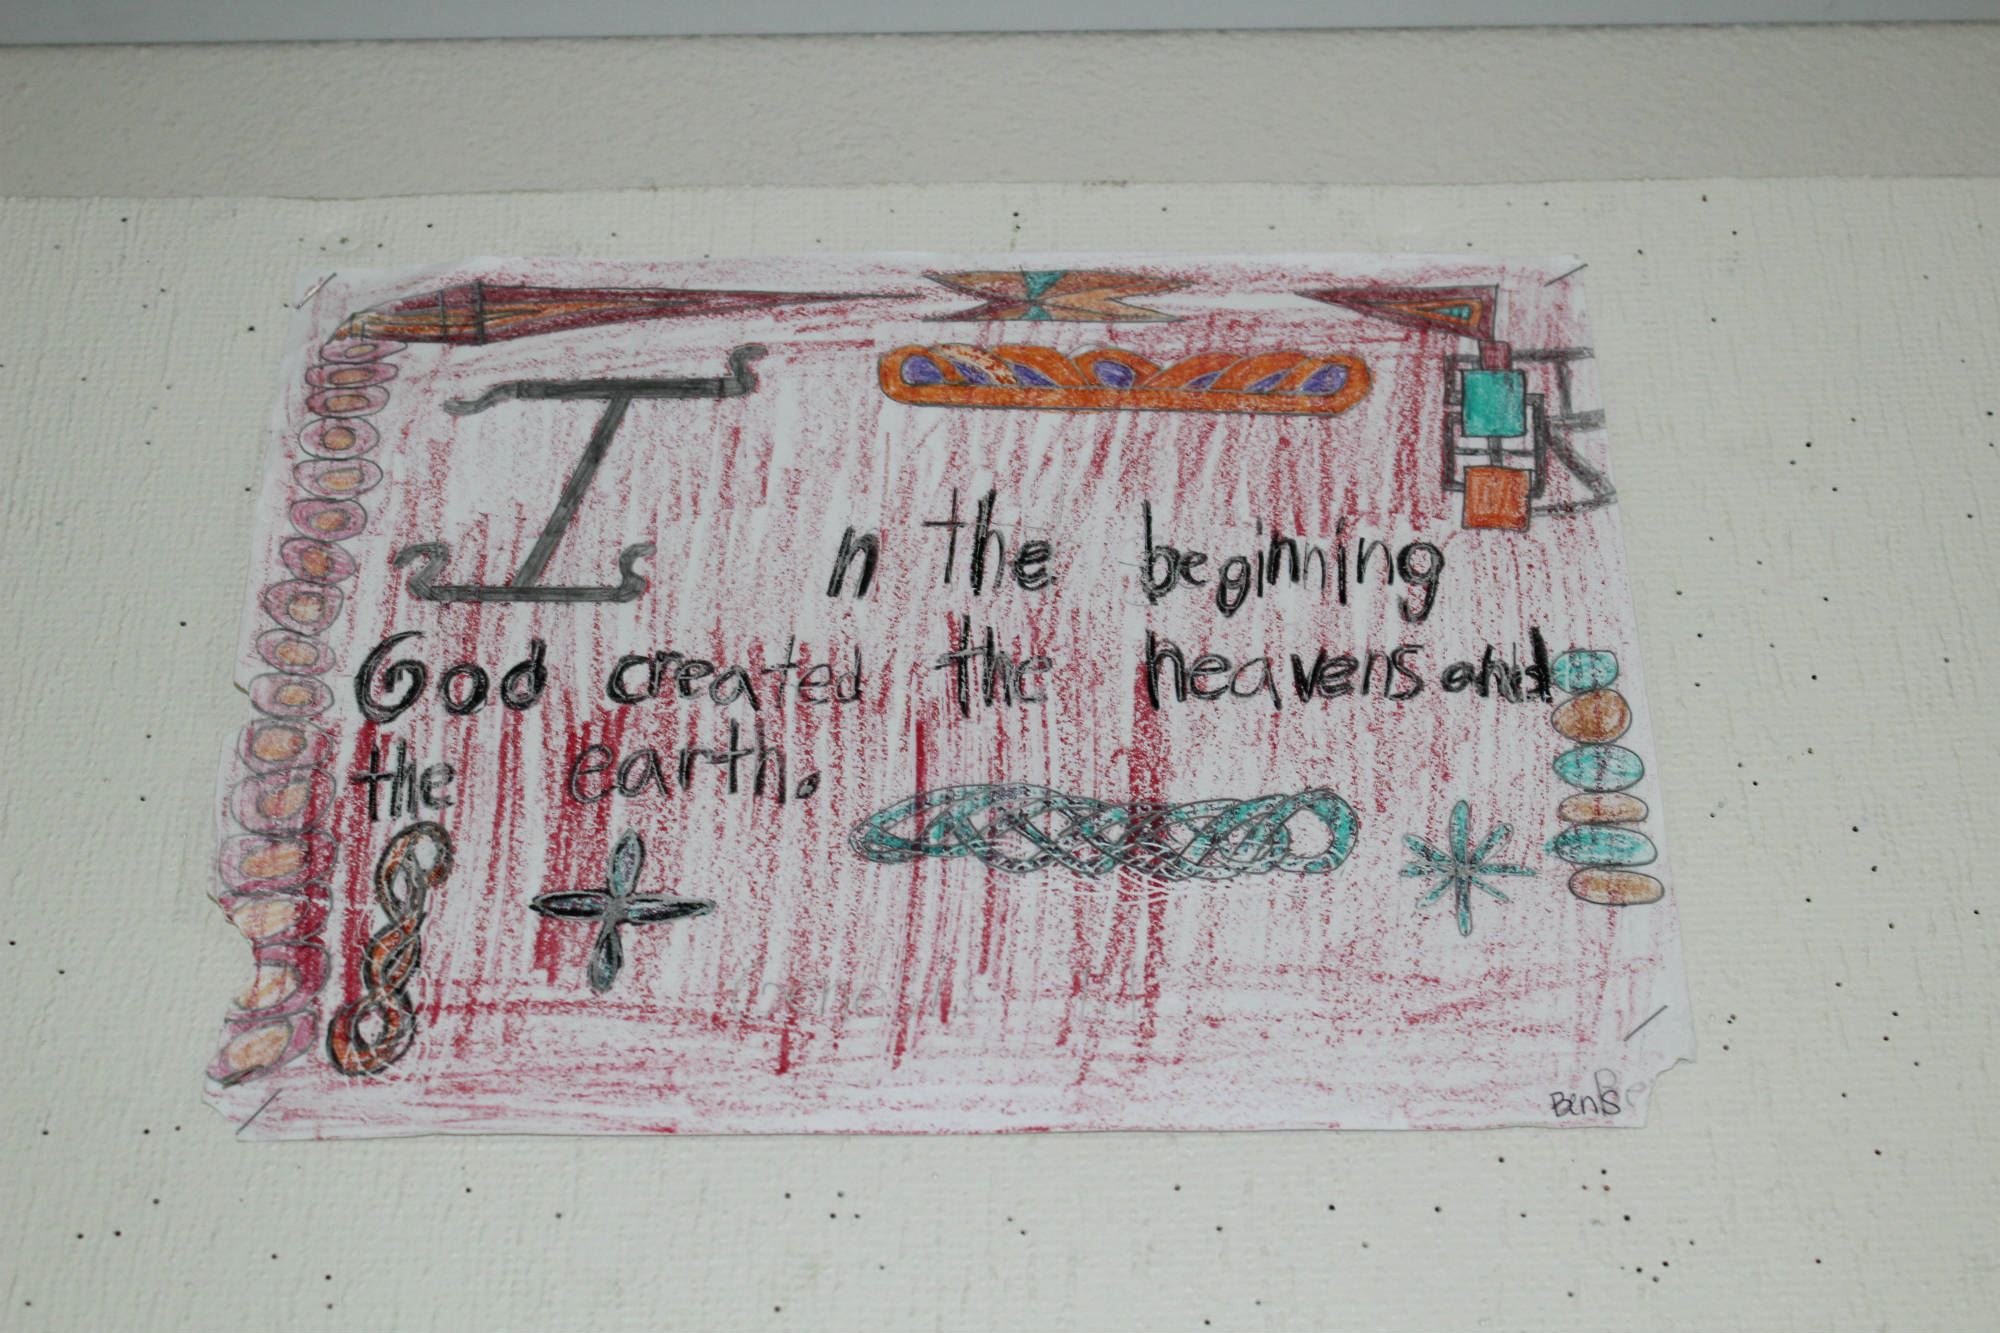 In the beginning
God created the heavens and
the earth.
Ben S